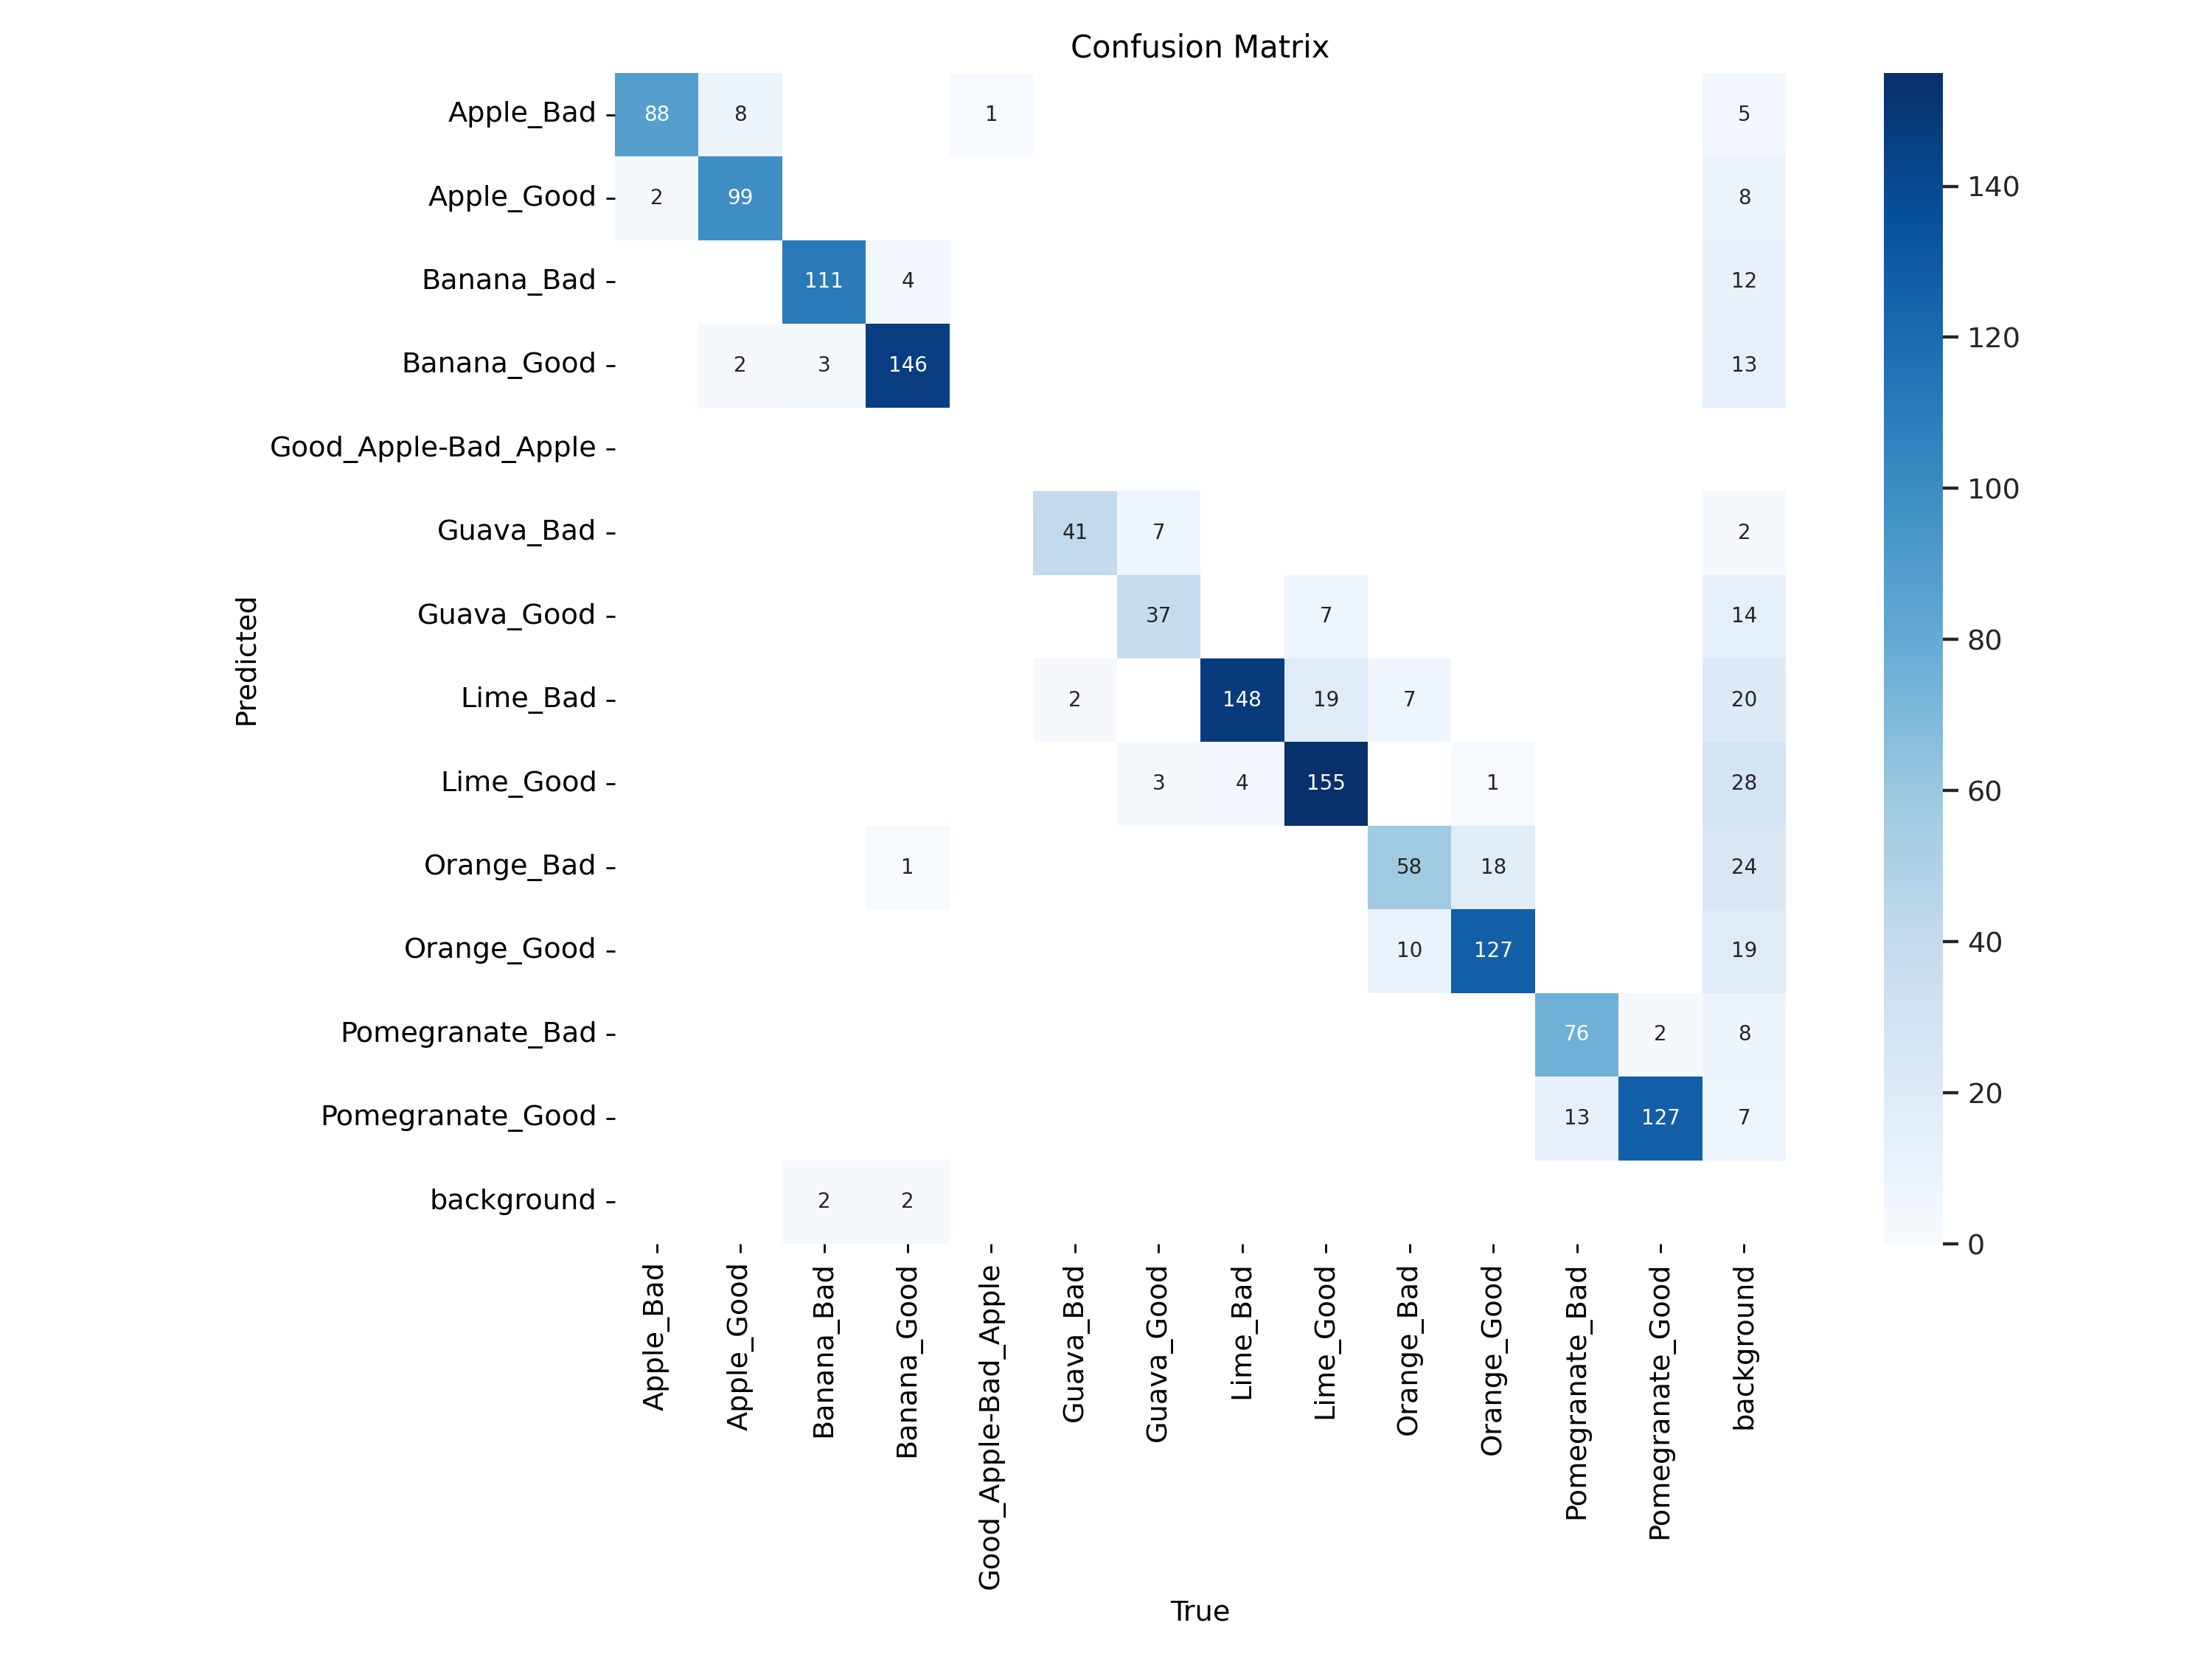 Confusion Matrix
Apple_Bad 88 8 1 5
Apple_Good 2 99 8
Banana_Bad 111 4 12
Banana_Good 2 3 146 13
Good_Apple-Bad_Apple
Guava_Bad 41 7 2
Guava_Good 37 7 14
Lime_Bad 2 148 19 7 20
Lime_Good 3 4 155 1 28
Orange_Bad 1 58 18 24
Orange_Good 10 127 19
Pomegranate_Bad 76 2 8
Pomegranate_Good 13 127 7
background 2 2
Predicted
Apple_Bad
Apple_Good
Banana_Bad
Banana_Good
Good_Apple-Bad_Apple
Guava_Bad
Guava_Good
Lime_Bad
Lime_Good
Orange_Bad
Orange_Good
Pomegranate_Bad
Pomegranate_Good
background
True
140
120
100
80
60
40
20
0